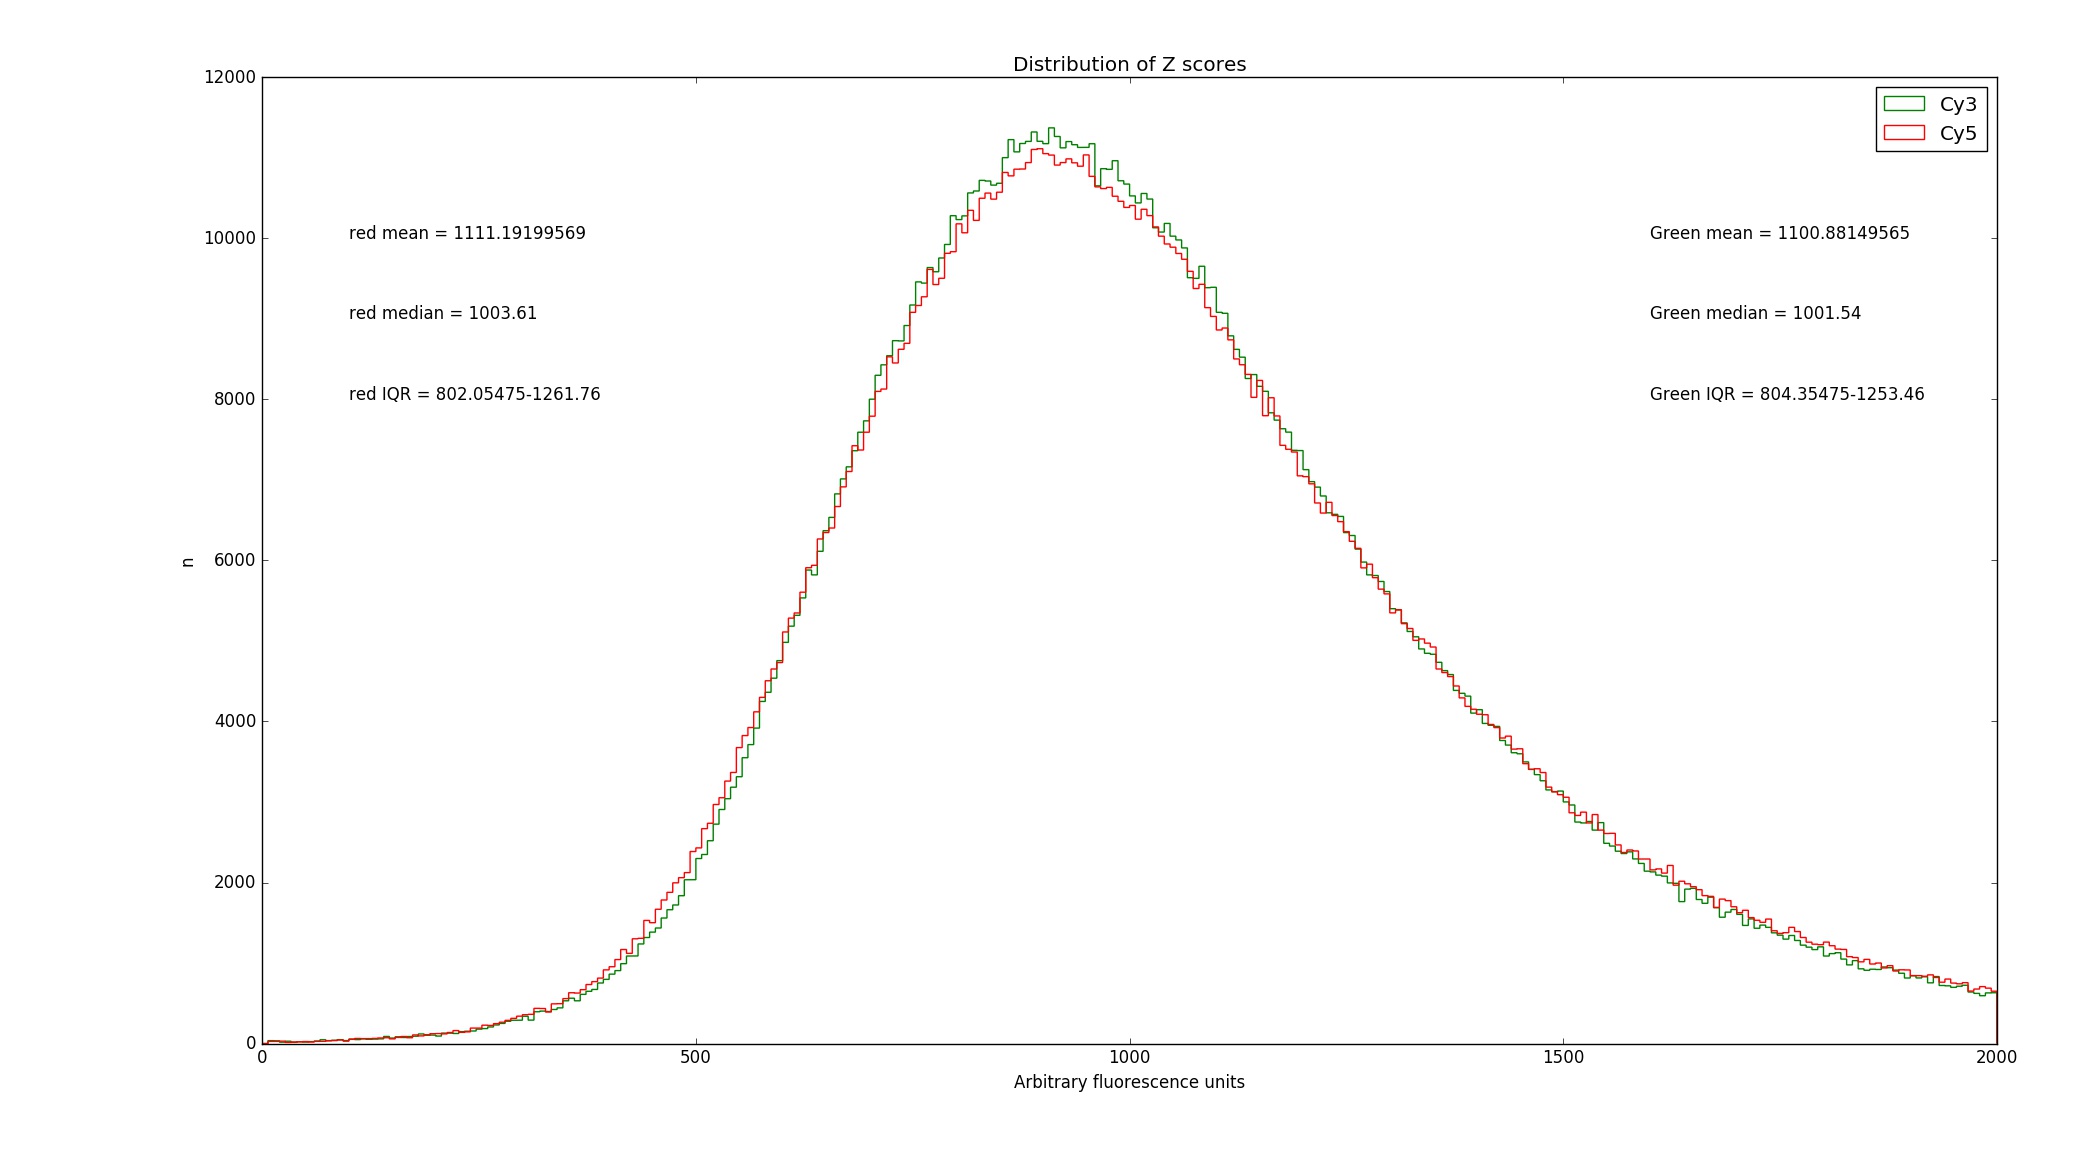 Distribution of Z scores
12000
10000
8000
6000
4000
2000
0
n
Cy3
Cy5
red mean = 1111.19199569
red median = 1003.61
red IQR = 802.05475-1261.76
Green mean = 1100.88149565
Green median = 1001.54
Green IQR = 804.35475-1253.46
0
500
1000
1500
2000
Arbitrary fluorescence units